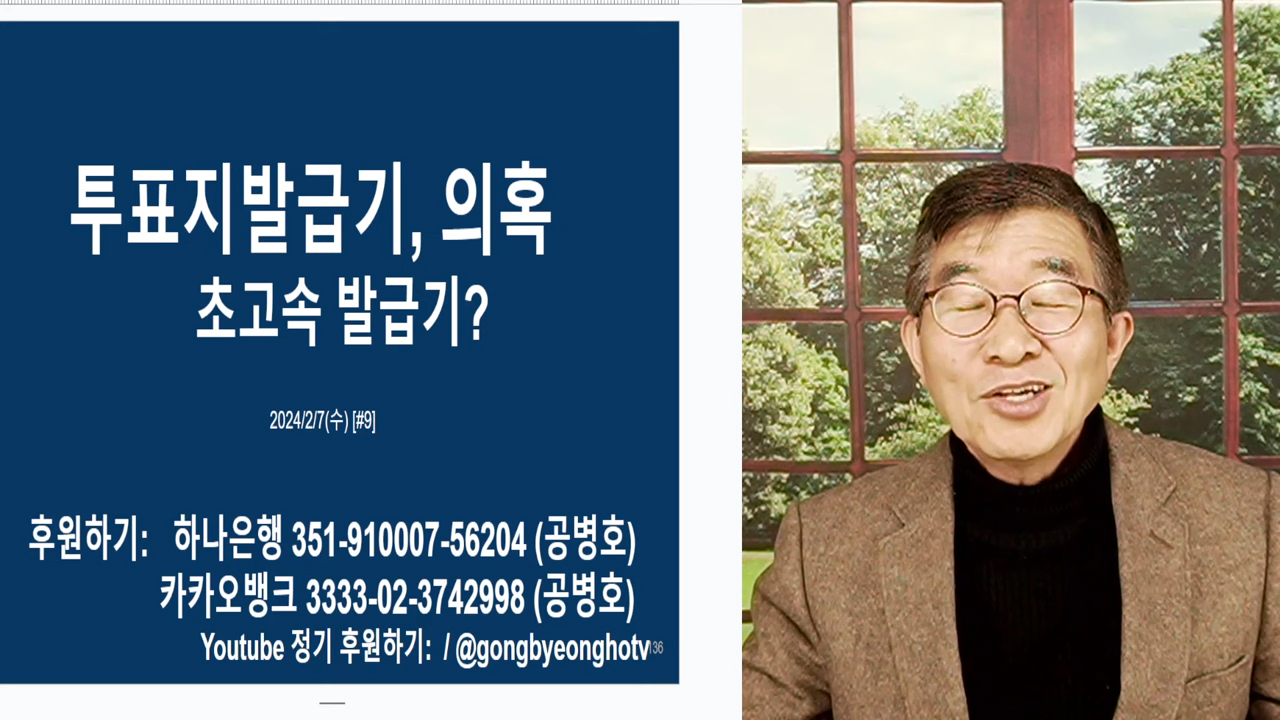 투표지발급기, 의혹
초고속 발급기?
2024/2/7(수) [#9]
후원하기: 하나은행 351-910007-56204 (공병호)
카카오뱅크 3333-02-3742998 (공병호)
Youtube 정기 후원하기: / @gongbyeonghotv
136